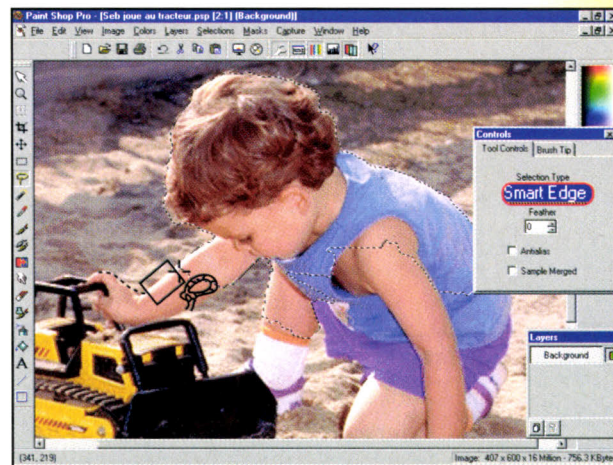 Paint Shop Pro - [Seb joue au tracteur.psp [2:1] (Background)]
File Edit View Image Colors Layers Selections Masks Capture Window Help
Controls
Tool Controls Brush Tip
Selection Type
Smart Edge
Feather
0
Antialias
Sample Merged
Layers
Background
A
(341, 219)
Image: 407 x 600 x 16 Million - 756.3 KByte